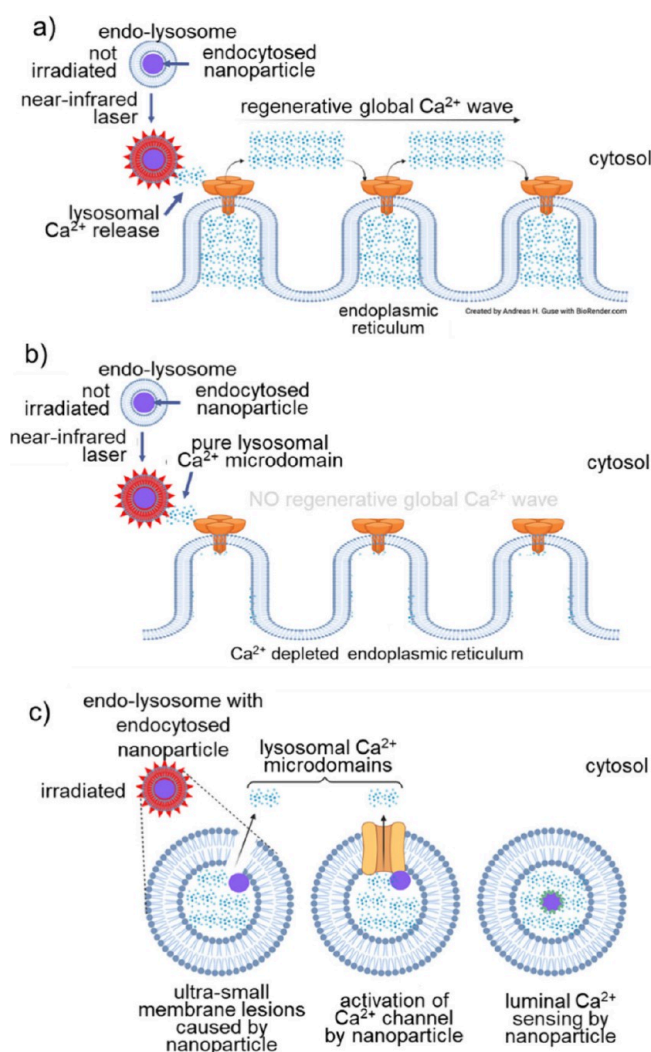 a)
endo-lysosome
not
irradiated
endocytosed
nanoparticle
near-infrared
laser
regenerative global Ca²⁺ wave
cytosol
lysosomal
Ca²⁺ release
endoplasmic
reticulum
Created by Andreas H. Guse with BioRender.com
b)
endo-lysosome
not
irradiated
endocytosed
nanoparticle
near-infrared
laser
pure lysosomal
Ca²⁺ microdomain
cytosol
NO regenerative global Ca²⁺ wave
Ca²⁺ depleted endoplasmic reticulum
c)
endo-lysosome with
endocytosed
nanoparticle
irradiated
lysosomal Ca²⁺
microdomains
cytosol
ultra-small
membrane lesions
caused by
nanoparticle
activation of
Ca²⁺ channel
by nanoparticle
luminal Ca²⁺
sensing by
nanoparticle